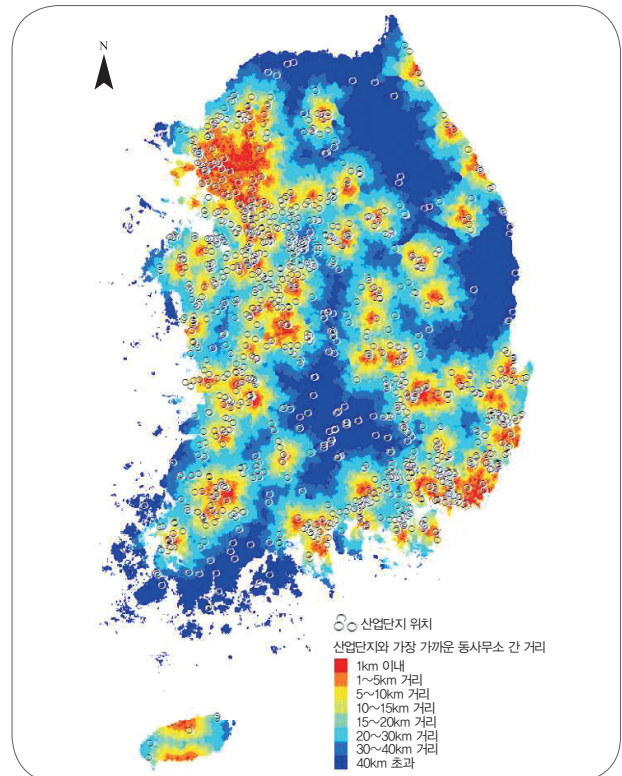 N
산업단지 위치
산업단지와 가장 가까운 동사무소 간 거리
1km 이내
1~5km 거리
5~10km 거리
10~15km 거리
15~20km 거리
20~30km 거리
30~40km 거리
40km 초과